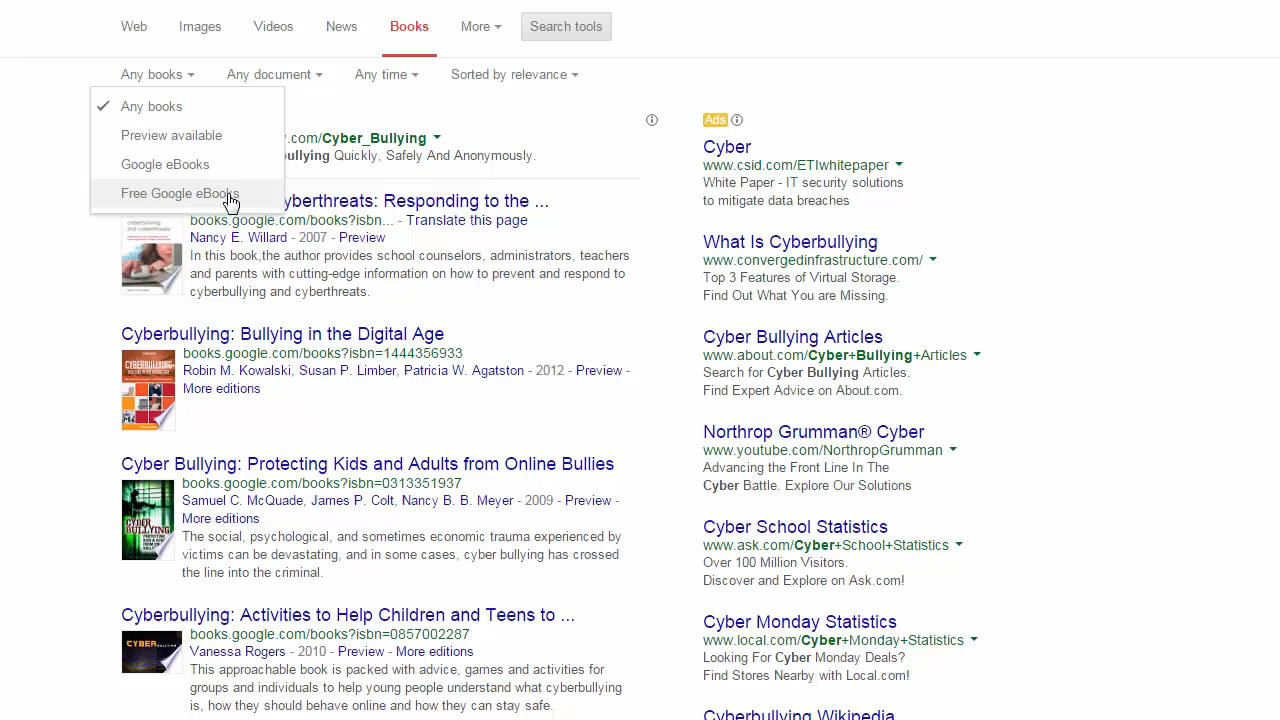 Web Images Videos News Books More Search tools
Any books Any document Any time Sorted by relevance
Any books
Preview available
Google eBooks
Free Google eBooks
.com/Cyber_Bullying
bullying Quickly, Safely And Anonymously.
Cyberthreats: Responding to the ...
books.google.com/books?isbn... - Translate this page
Nancy E. Willard - 2007 - Preview
In this book,the author provides school counselors, administrators, teachers
and parents with cutting-edge information on how to prevent and respond to
cyberbullying and cyberthreats.
Cyberbullying: Bullying in the Digital Age
books.google.com/books?isbn=1444356933
Robin M. Kowalski, Susan P. Limber, Patricia W. Agatston - 2012 - Preview -
More editions
CYBERBULLYING
Cyber Bullying: Protecting Kids and Adults from Online Bullies
books.google.com/books?isbn=0313351937
Samuel C. McQuade, James P. Colt, Nancy B. B. Meyer - 2009 - Preview -
More editions
The social, psychological, and sometimes economic trauma experienced by
victims can be devastating, and in some cases, cyber bullying has crossed
the line into the criminal.
CYBER
BULLYING
Cyberbullying: Activities to Help Children and Teens to ...
books.google.com/books?isbn=0857002287
Vanessa Rogers - 2010 - Preview - More editions
This approachable book is packed with advice, games and activities for
groups and individuals to help young people understand what cyberbullying
is, how they should behave online and how they can stay safe.
CYBER
Ads
Cyber
www.csid.com/ETIwhitepaper
White Paper - IT security solutions
to mitigate data breaches
What Is Cyberbullying
www.convergedinfrastructure.com/
Top 3 Features of Virtual Storage.
Find Out What You are Missing.
Cyber Bullying Articles
www.about.com/Cyber+Bullying+Articles
Search for Cyber Bullying Articles.
Find Expert Advice on About.com.
Northrop Grumman® Cyber
www.youtube.com/NorthropGrumman
Advancing the Front Line In The
Cyber Battle. Explore Our Solutions
Cyber School Statistics
www.ask.com/Cyber+School+Statistics
Over 100 Million Visitors.
Discover and Explore on Ask.com!
Cyber Monday Statistics
www.local.com/Cyber+Monday+Statistics
Looking For Cyber Monday Deals?
Find Stores Nearby with Local.com!
Cyberbullying Wikipedia